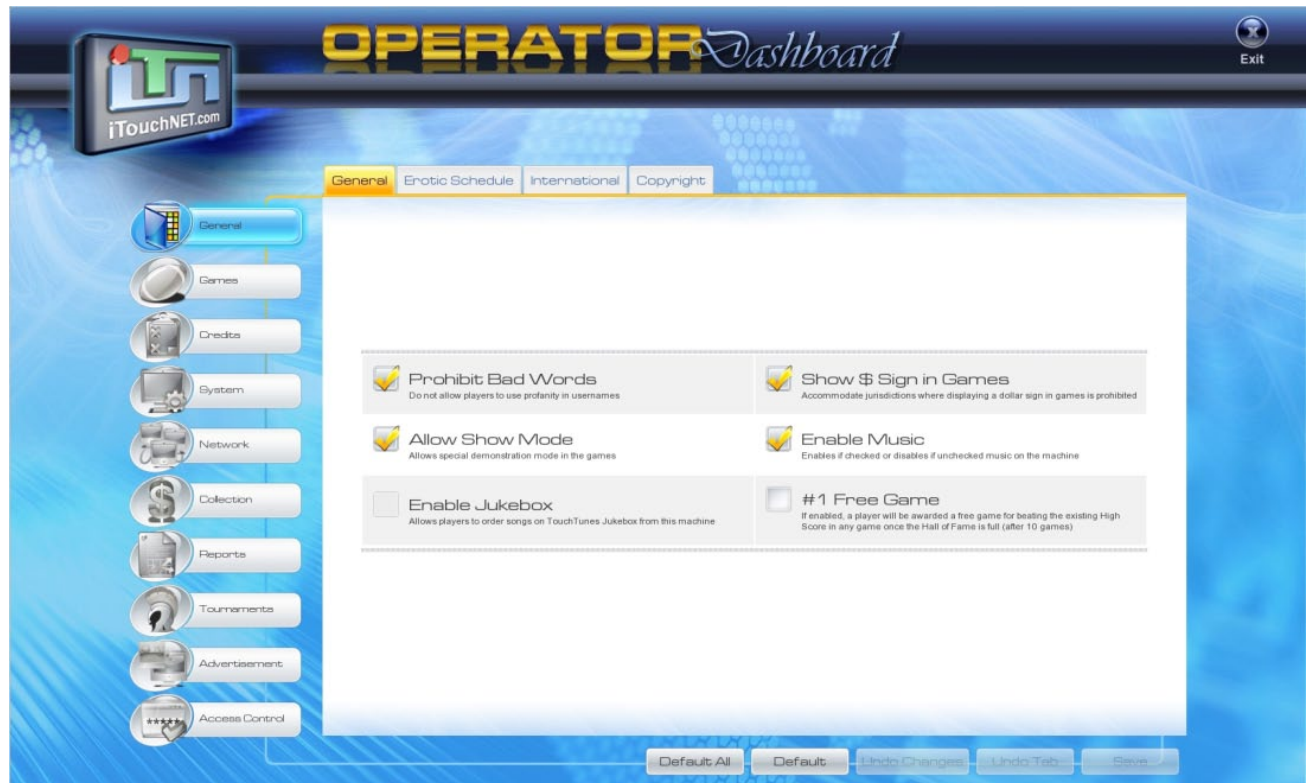 OPERATOR Dashboard
X
Exit
iTn
iTouchNET.com
General Erotic Schedule International Copyright
General
Games
Credits
System
Network
Collection
Reports
Tournaments
Advertisement
Access Control
Prohibit Bad Words
Do not allow players to use profanity in usernames
Show $ Sign in Games
Accommodate jurisdictions where displaying a dollar sign in games is prohibited
Allow Show Mode
Allows special demonstration mode in the games
Enable Music
Enables if checked or disables if unchecked music on the machine
Enable Jukebox
Allows players to order songs on TouchTunes Jukebox from this machine
#1 Free Game
If enabled, a player will be awarded a free game for beating the existing High
Score in any game once the Hall of Fame is full (after 10 games)
Default All Default Undo Changes Undo Tab Save